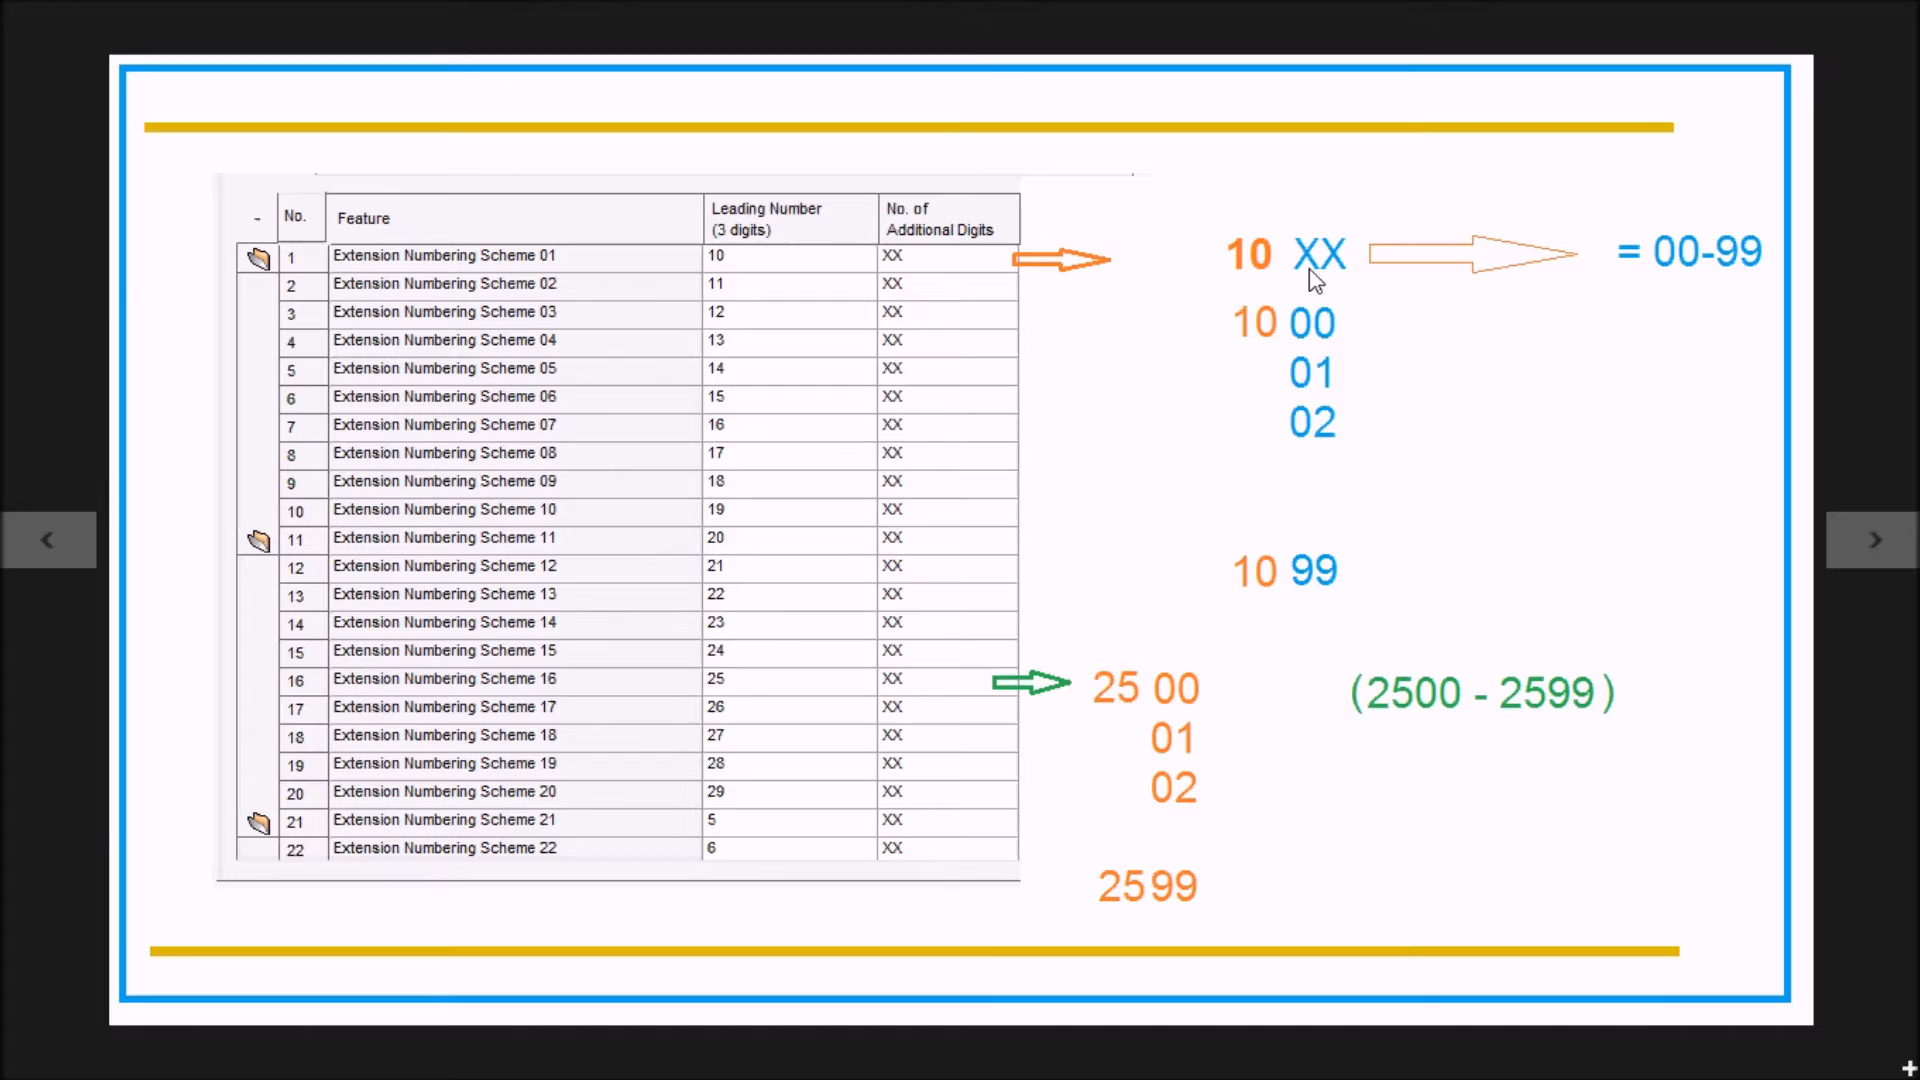 - No. Feature Leading Number (3 digits) No. of Additional Digits
1 Extension Numbering Scheme 01 10 XX
2 Extension Numbering Scheme 02 11 XX
3 Extension Numbering Scheme 03 12 XX
4 Extension Numbering Scheme 04 13 XX
5 Extension Numbering Scheme 05 14 XX
6 Extension Numbering Scheme 06 15 XX
7 Extension Numbering Scheme 07 16 XX
8 Extension Numbering Scheme 08 17 XX
9 Extension Numbering Scheme 09 18 XX
10 Extension Numbering Scheme 10 19 XX
11 Extension Numbering Scheme 11 20 XX
12 Extension Numbering Scheme 12 21 XX
13 Extension Numbering Scheme 13 22 XX
14 Extension Numbering Scheme 14 23 XX
15 Extension Numbering Scheme 15 24 XX
16 Extension Numbering Scheme 16 25 XX
17 Extension Numbering Scheme 17 26 XX
18 Extension Numbering Scheme 18 27 XX
19 Extension Numbering Scheme 19 28 XX
20 Extension Numbering Scheme 20 29 XX
21 Extension Numbering Scheme 21 5 XX
22 Extension Numbering Scheme 22 6 XX
10 XX = 00-99
10 00
01
02
10 99
25 00 (2500 - 2599)
01
02
2599